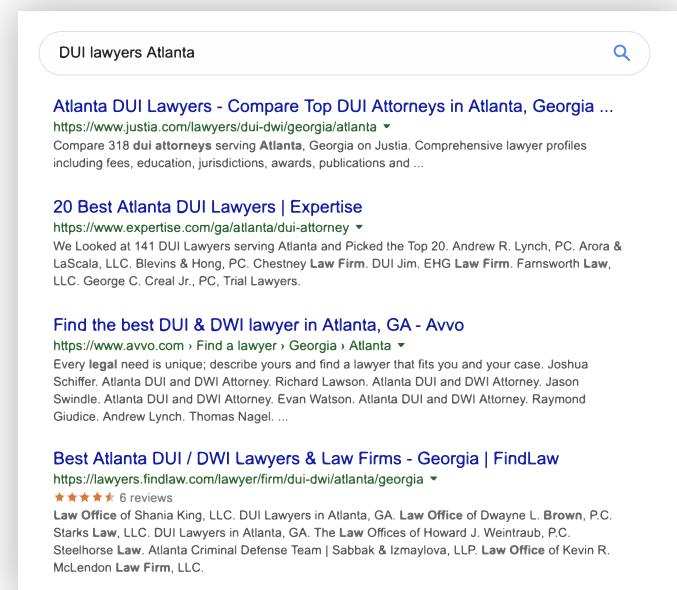 DUI lawyers Atlanta
Atlanta DUI Lawyers - Compare Top DUI Attorneys in Atlanta, Georgia ...
https://www.justia.com/lawyers/dui-dwi/georgia/atlanta
Compare 318 dui attorneys serving Atlanta, Georgia on Justia. Comprehensive lawyer profiles
including fees, education, jurisdictions, awards, publications and ...
20 Best Atlanta DUI Lawyers | Expertise
https://www.expertise.com/ga/atlanta/dui-attorney
We Looked at 141 DUI Lawyers serving Atlanta and Picked the Top 20. Andrew R. Lynch, PC. Arora &
LaScala, LLC. Blevins & Hong, PC. Chestney Law Firm. DUI Jim. EHG Law Firm. Farnsworth Law,
LLC. George C. Creal Jr., PC, Trial Lawyers.
Find the best DUI & DWI lawyer in Atlanta, GA - Avvo
https://www.avvo.com › Find a lawyer › Georgia › Atlanta
Every legal need is unique; describe yours and find a lawyer that fits you and your case. Joshua
Schiffer. Atlanta DUI and DWI Attorney. Richard Lawson. Atlanta DUI and DWI Attorney. Jason
Swindle. Atlanta DUI and DWI Attorney. Evan Watson. Atlanta DUI and DWI Attorney. Raymond
Giudice. Andrew Lynch. Thomas Nagel. ...
Best Atlanta DUI / DWI Lawyers & Law Firms - Georgia | FindLaw
https://lawyers.findlaw.com/lawyer/firm/dui-dwi/atlanta/georgia
6 reviews
Law Office of Shania King, LLC. DUI Lawyers in Atlanta, GA. Law Office of Dwayne L. Brown, P.C.
Starks Law, LLC. DUI Lawyers in Atlanta, GA. The Law Offices of Howard J. Weintraub, P.C.
Steelhorse Law. Atlanta Criminal Defense Team | Sabbak & Izmaylova, LLP. Law Office of Kevin R.
McLendon Law Firm, LLC.